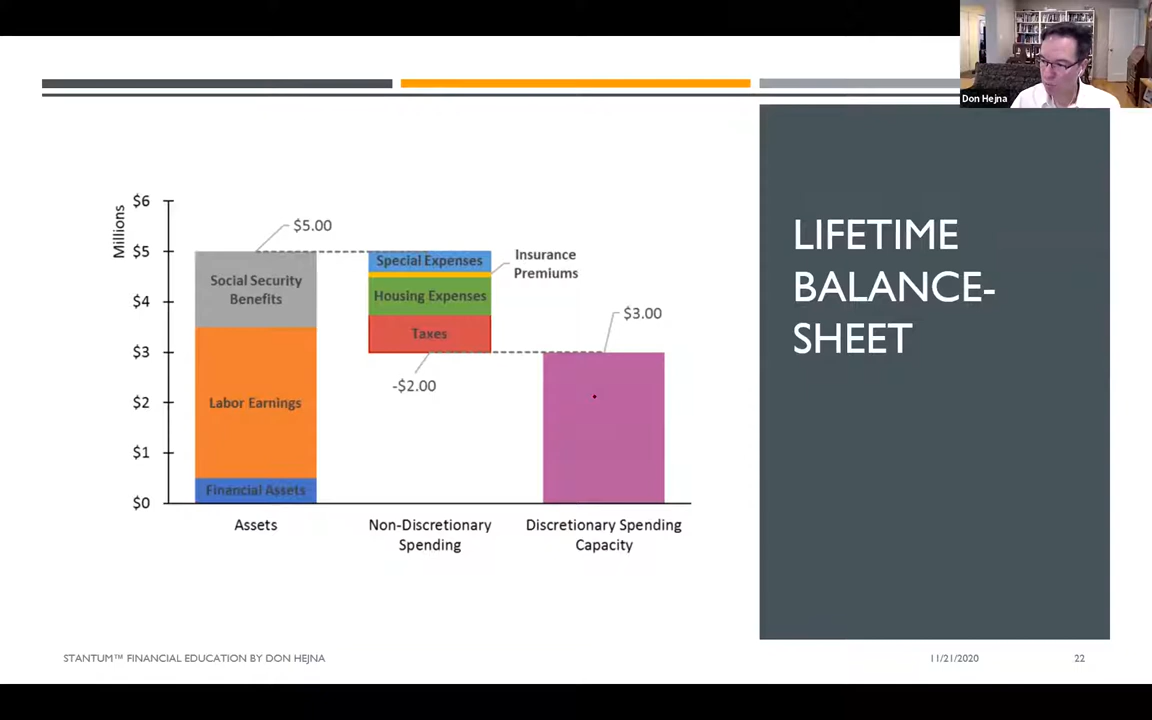 Don Hejna
LIFETIME
BALANCE-
SHEET
Millions
$6
$5
$4
$3
$2
$1
$0
$5.00
Social Security
Benefits
Labor Earnings
Financial Assets
Special Expenses
Insurance
Premiums
Housing Expenses
Taxes
-$2.00
$3.00
Assets
Non-Discretionary
Spending
Discretionary Spending
Capacity
STANTUM™ FINANCIAL EDUCATION BY DON HEJNA
11/21/2020
22